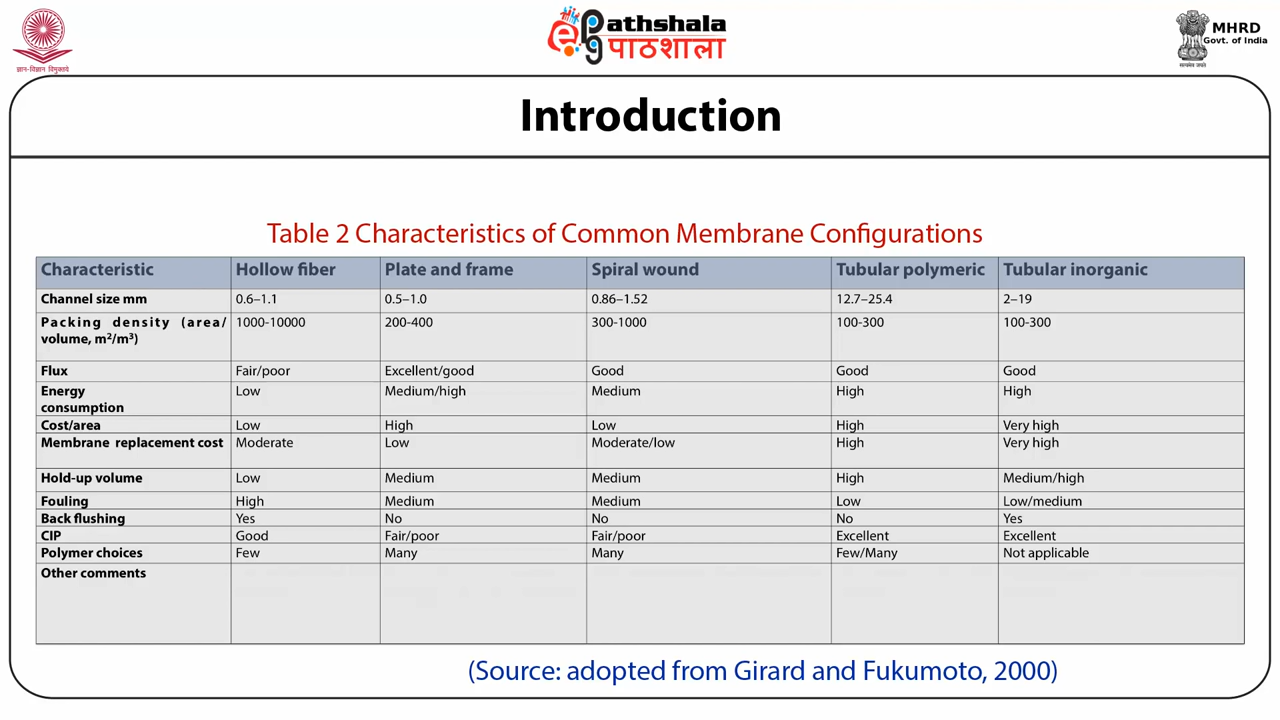 ज्ञान-विज्ञान विमुक्तये
ePathshala
पाठशाला
MHRD
Govt. of India
सत्यमेव जयते
Introduction
Table 2 Characteristics of Common Membrane Configurations
Characteristic Hollow fiber Plate and frame Spiral wound Tubular polymeric Tubular inorganic
Channel size mm 0.6–1.1 0.5–1.0 0.86–1.52 12.7–25.4 2–19
Packing density (area/ 1000-10000 200-400 300-1000 100-300 100-300
volume, m²/m³)
Flux Fair/poor Excellent/good Good Good Good
Energy Low Medium/high Medium High High
consumption
Cost/area Low High Low High Very high
Membrane replacement cost Moderate Low Moderate/low High Very high
Hold-up volume Low Medium Medium High Medium/high
Fouling High Medium Medium Low Low/medium
Back flushing Yes No No No Yes
CIP Good Fair/poor Fair/poor Excellent Excellent
Polymer choices Few Many Many Few/Many Not applicable
Other comments
(Source: adopted from Girard and Fukumoto, 2000)